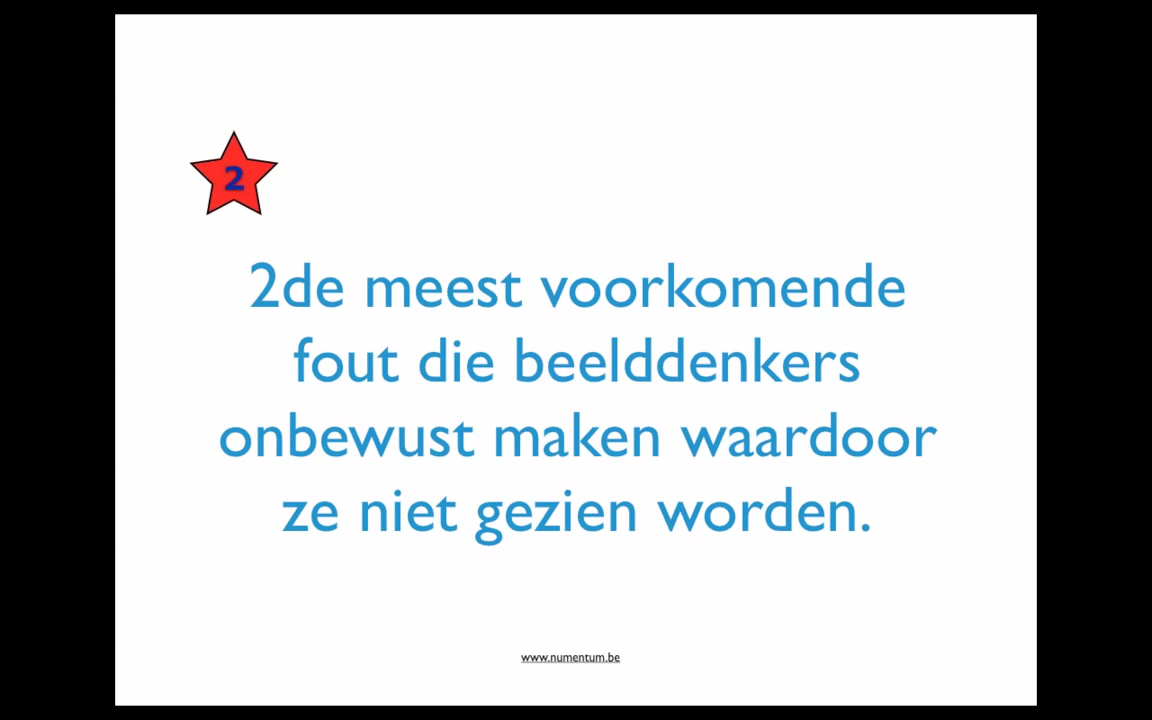 2
2de meest voorkomende
fout die beelddenkers
onbewust maken waardoor
ze niet gezien worden.
www.numentum.be